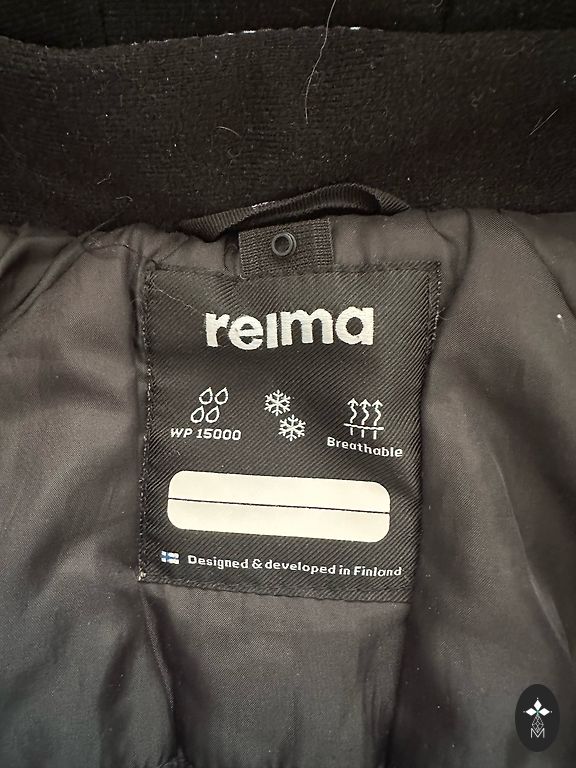 reima
WP 15000
Breathable
Designed & developed in Finland
M